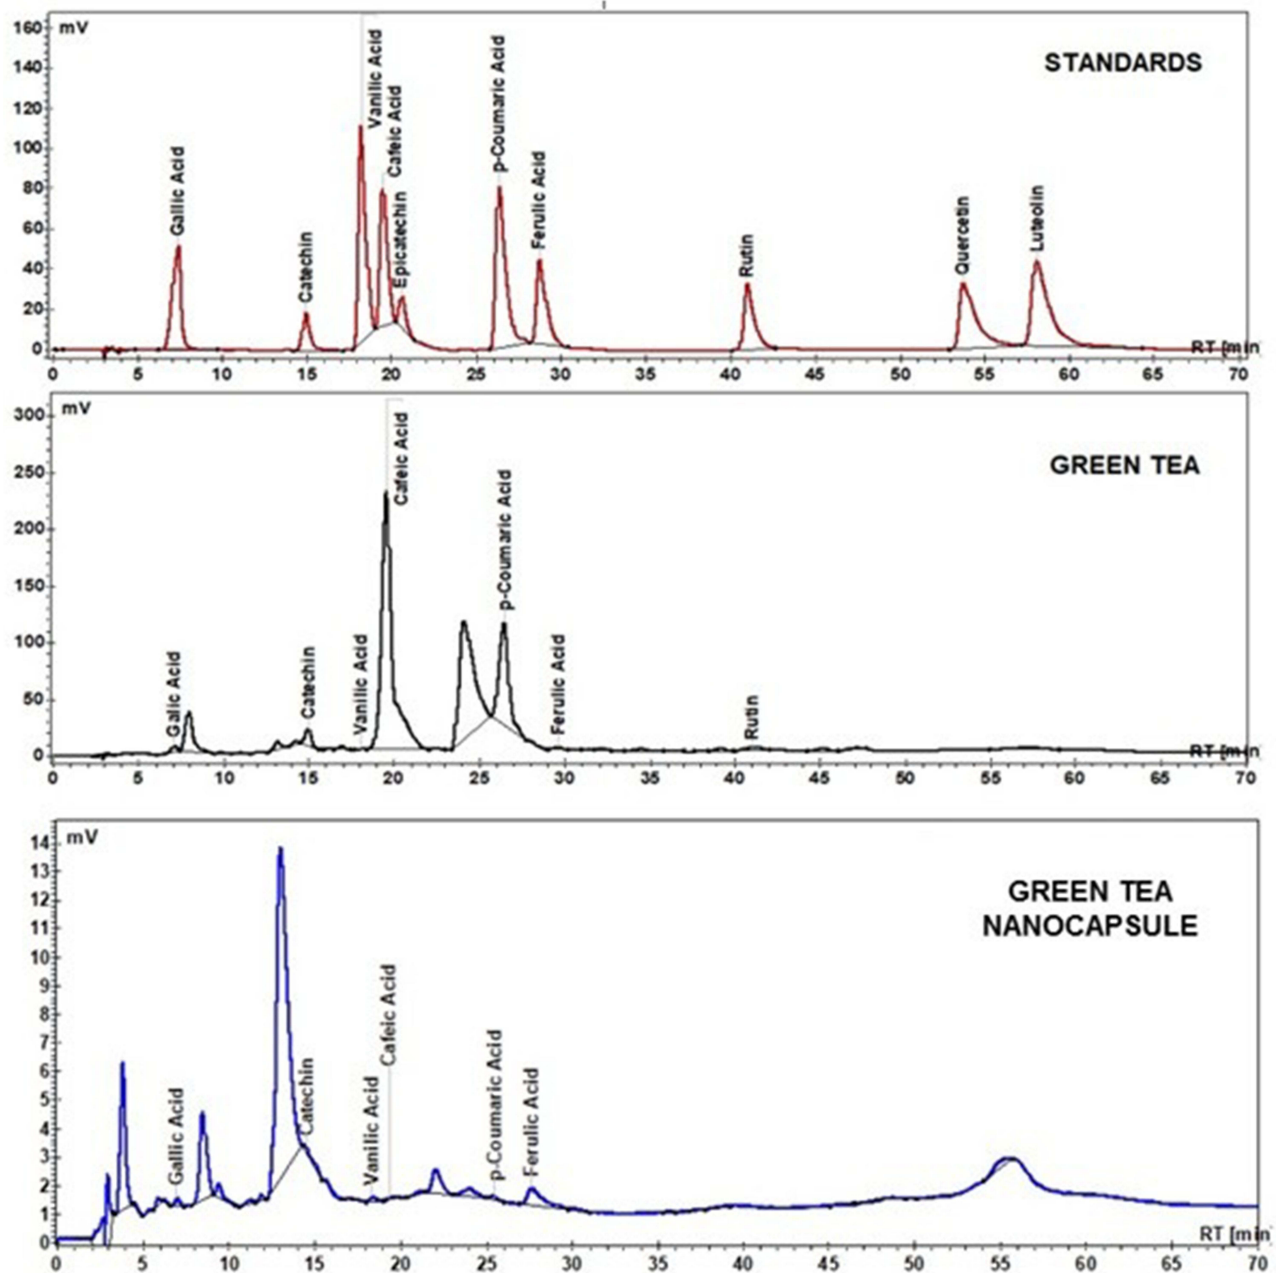 mV
STANDARDS
160
140
120
100
80
60
40
20
0
Gallic Acid
Catechin
Vanilic Acid
Cafeic Acid
Epicatechin
p-Coumaric Acid
Ferulic Acid
Rutin
Quercetin
Luteolin
RT [min
0 5 10 15 20 25 30 35 40 45 50 55 60 65 70
mV
GREEN TEA
300
250
200
150
100
50
0
Galic Acid
Catechin
Vanilic Acid
Cafeic Acid
p-Coumaric Acid
Ferulic Acid
Rutin
RT [min
0 5 10 15 20 25 30 35 40 45 50 55 60 65 70
mV
GREEN TEA
NANOCAPSULE
14
13
12
11
10
9
8
7
6
5
4
3
2
1
0
Gallic Acid
Catechin
Vanilic Acid
Cafeic Acid
p-Coumaric Acid
Ferulic Acid
RT [min
0 5 10 15 20 25 30 35 40 45 50 55 60 65 70